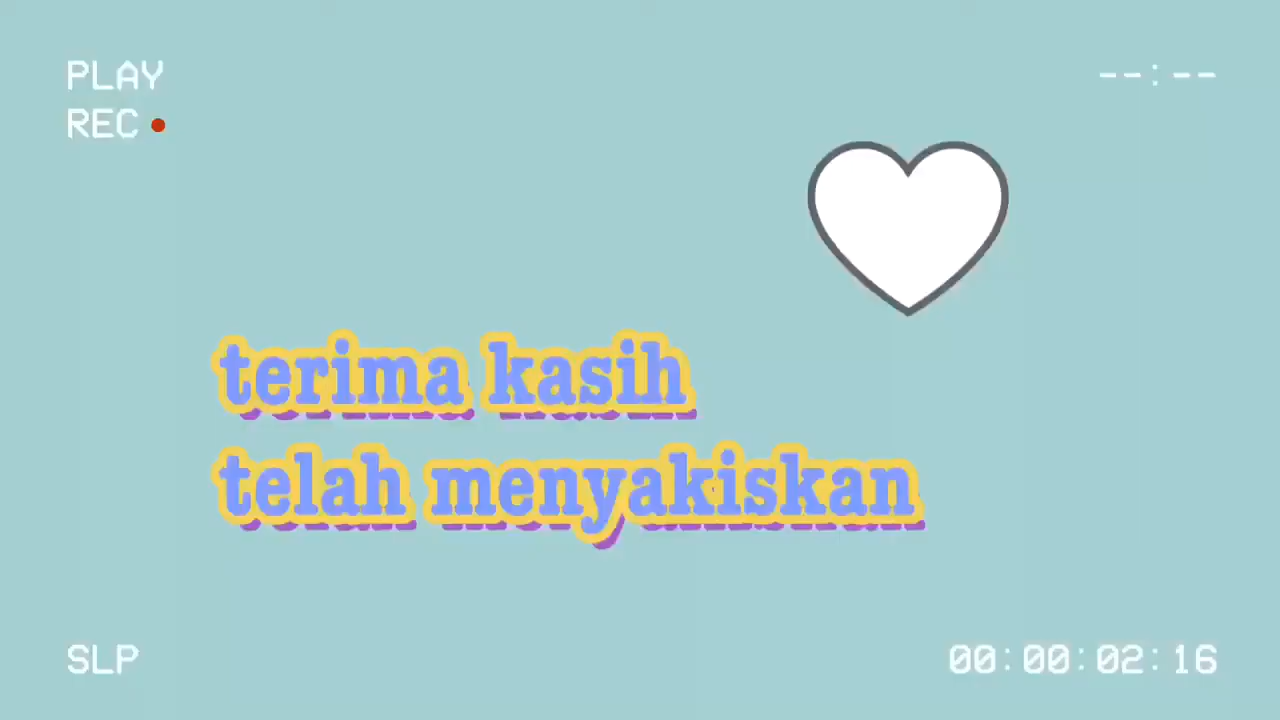 PLAY
REC
--:--
terima kasih
telah menyakiskan
SLP
00:00:02:16